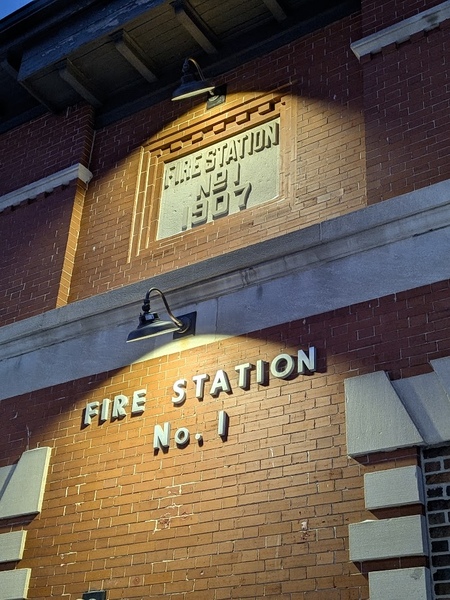 FIRE STATION
No 1
1907
FIRE STATION
No. 1